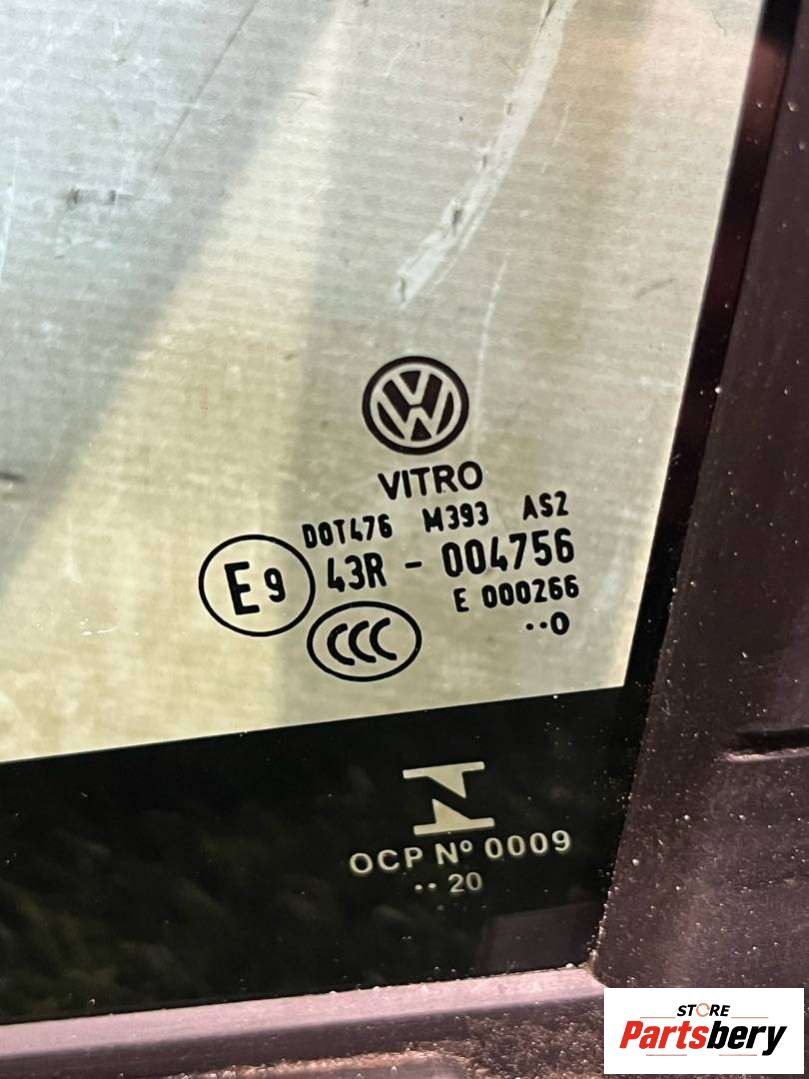 VITRO
DOT476 M393 AS2
E9 43R - 004756
E 000266
CCC ··0
OCP Nº 0009
·· 20
STORE
Partsbery